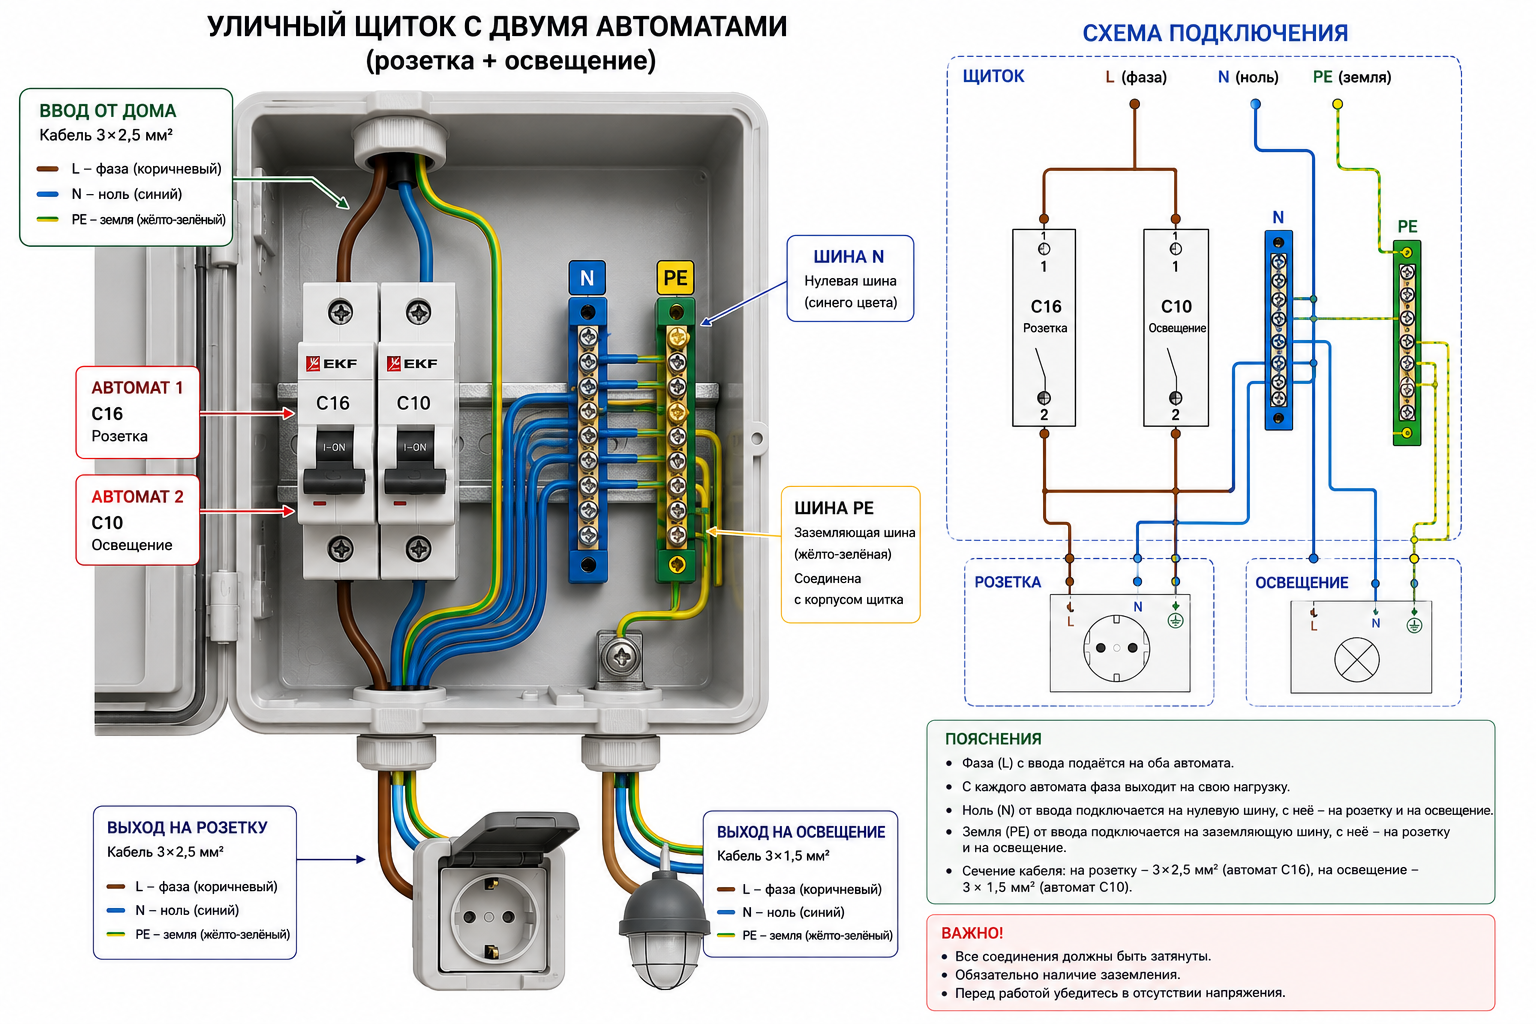 УЛИЧНЫЙ ЩИТОК С ДВУМЯ АВТОМАТАМИ
(розетка + освещение)
ВВОД ОТ ДОМА
Кабель 3×2,5 мм²
L – фаза (коричневый)
N – ноль (синий)
PE – земля (жёлто-зелёный)
АВТОМАТ 1
C16
Розетка
АВТОМАТ 2
C10
Освещение
EKF
C16
I-ON
EKF
C10
I-ON
N
PE
ШИНА N
Нулевая шина
(синего цвета)
ШИНА PE
Заземляющая шина
(жёлто-зелёная)
Соединена
с корпусом щитка
ВЫХОД НА РОЗЕТКУ
Кабель 3×2,5 мм²
L – фаза (коричневый)
N – ноль (синий)
PE – земля (жёлто-зелёный)
ВЫХОД НА ОСВЕЩЕНИЕ
Кабель 3×1,5 мм²
L – фаза (коричневый)
N – ноль (синий)
PE – земля (жёлто-зелёный)
СХЕМА ПОДКЛЮЧЕНИЯ
ЩИТОК
L (фаза)
N (ноль)
PE (земля)
1
1
C16
Розетка
2
1
1
C10
Освещение
2
N
PE
РОЗЕТКА
L
N
ОСВЕЩЕНИЕ
L
N
ПОЯСНЕНИЯ
• Фаза (L) с ввода подаётся на оба автомата.
• С каждого автомата фаза выходит на свою нагрузку.
• Ноль (N) от ввода подключается на нулевую шину, с неё – на розетку и на освещение.
• Земля (PE) от ввода подключается на заземляющую шину, с неё – на розетку
и на освещение.
• Сечение кабеля: на розетку – 3×2,5 мм² (автомат C16), на освещение –
3 × 1,5 мм² (автомат C10).
ВАЖНО!
• Все соединения должны быть затянуты.
• Обязательно наличие заземления.
• Перед работой убедитесь в отсутствии напряжения.